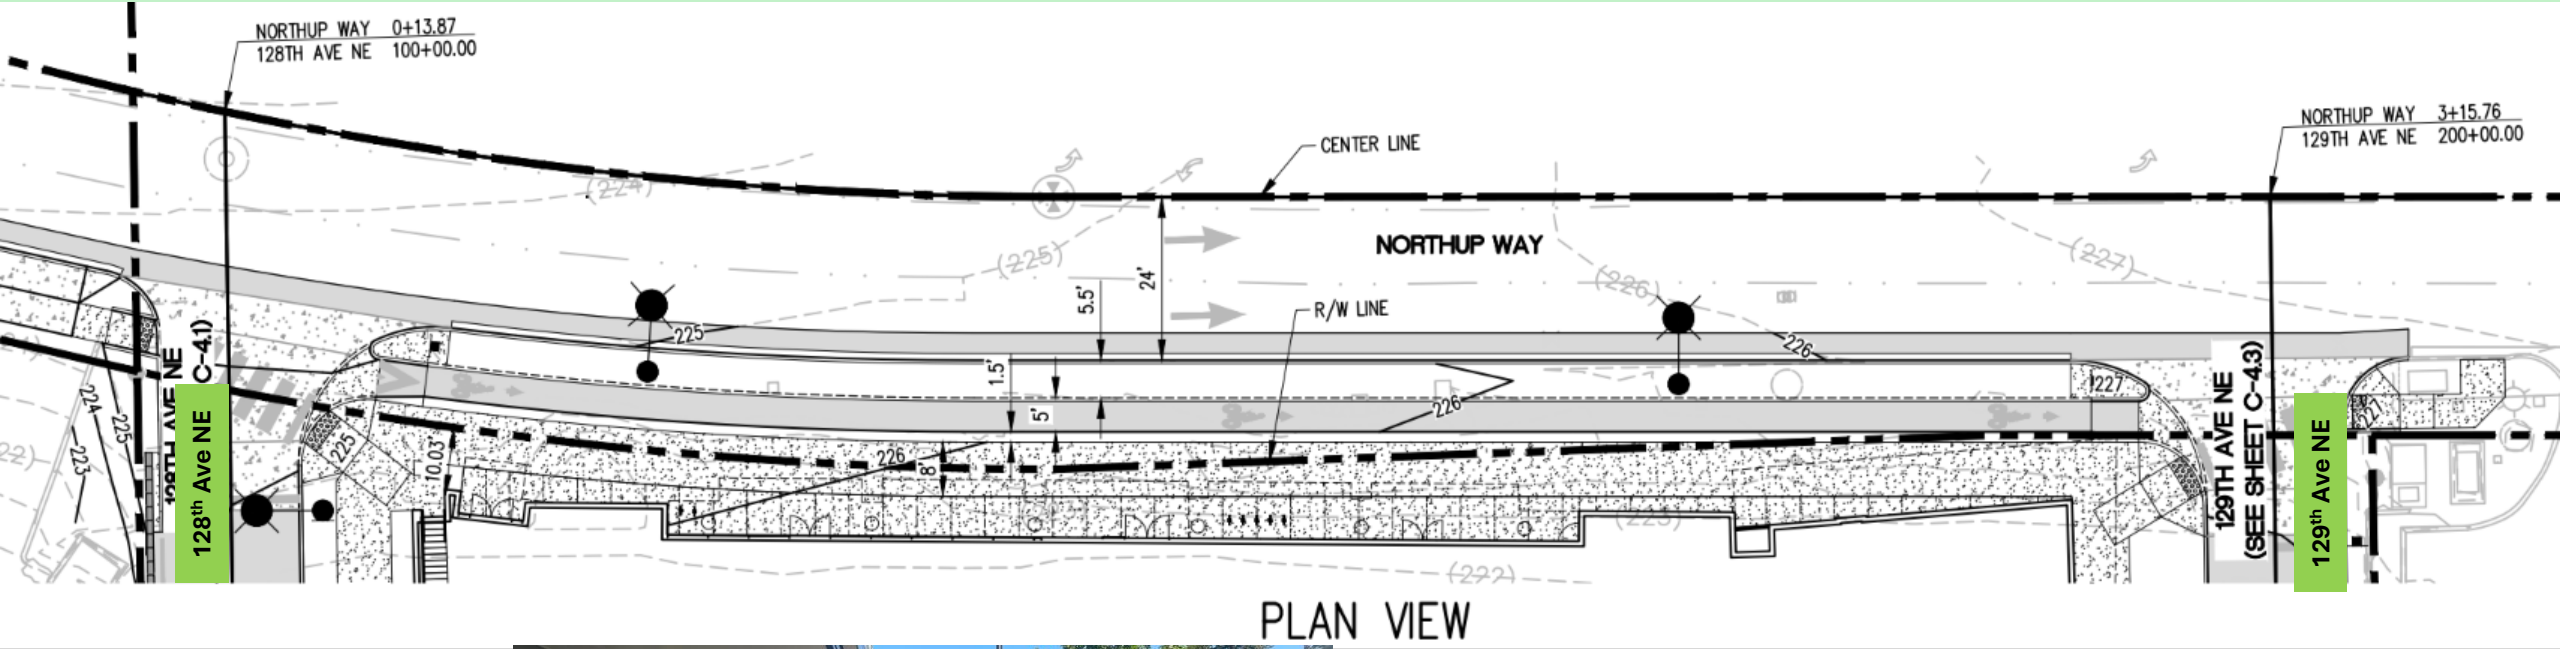 NORTHUP WAY 0+13.87
128TH AVE NE 100+00.00
NORTHUP WAY 3+15.76
129TH AVE NE 200+00.00
CENTER LINE
(224)
(225)
NORTHUP WAY
(226)
(227)
24'
5.5'
R/W LINE
225
226
1.5'
5'
226
227
227
128TH AVE NE
C-4.1)
128th Ave NE
224
225
223
22)
225
10.03
226
8'
129TH AVE NE
(SEE SHEET C-4.3)
129th Ave NE
(222)
PLAN VIEW